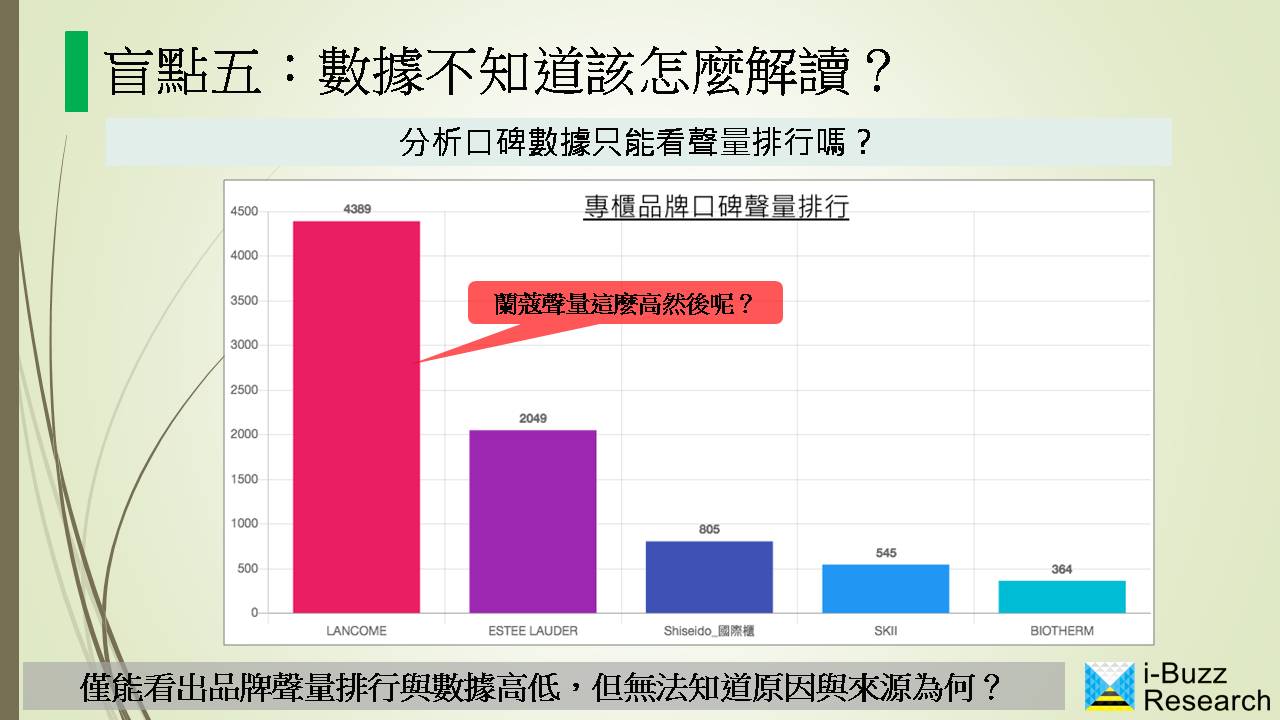 盲點五：數據不知道該怎麼解讀？
分析口碑數據只能看聲量排行嗎？
專櫃品牌口碑聲量排行
4500
4000
3500
3000
2500
2000
1500
1000
500
0
4389
2049
805
545
364
蘭蔻聲量這麼高然後呢？
LANCOME
ESTEE LAUDER
Shiseido_國際櫃
SKII
BIOTHERM
僅能看出品牌聲量排行與數據高低，但無法知道原因與來源為何？
i-Buzz
Research